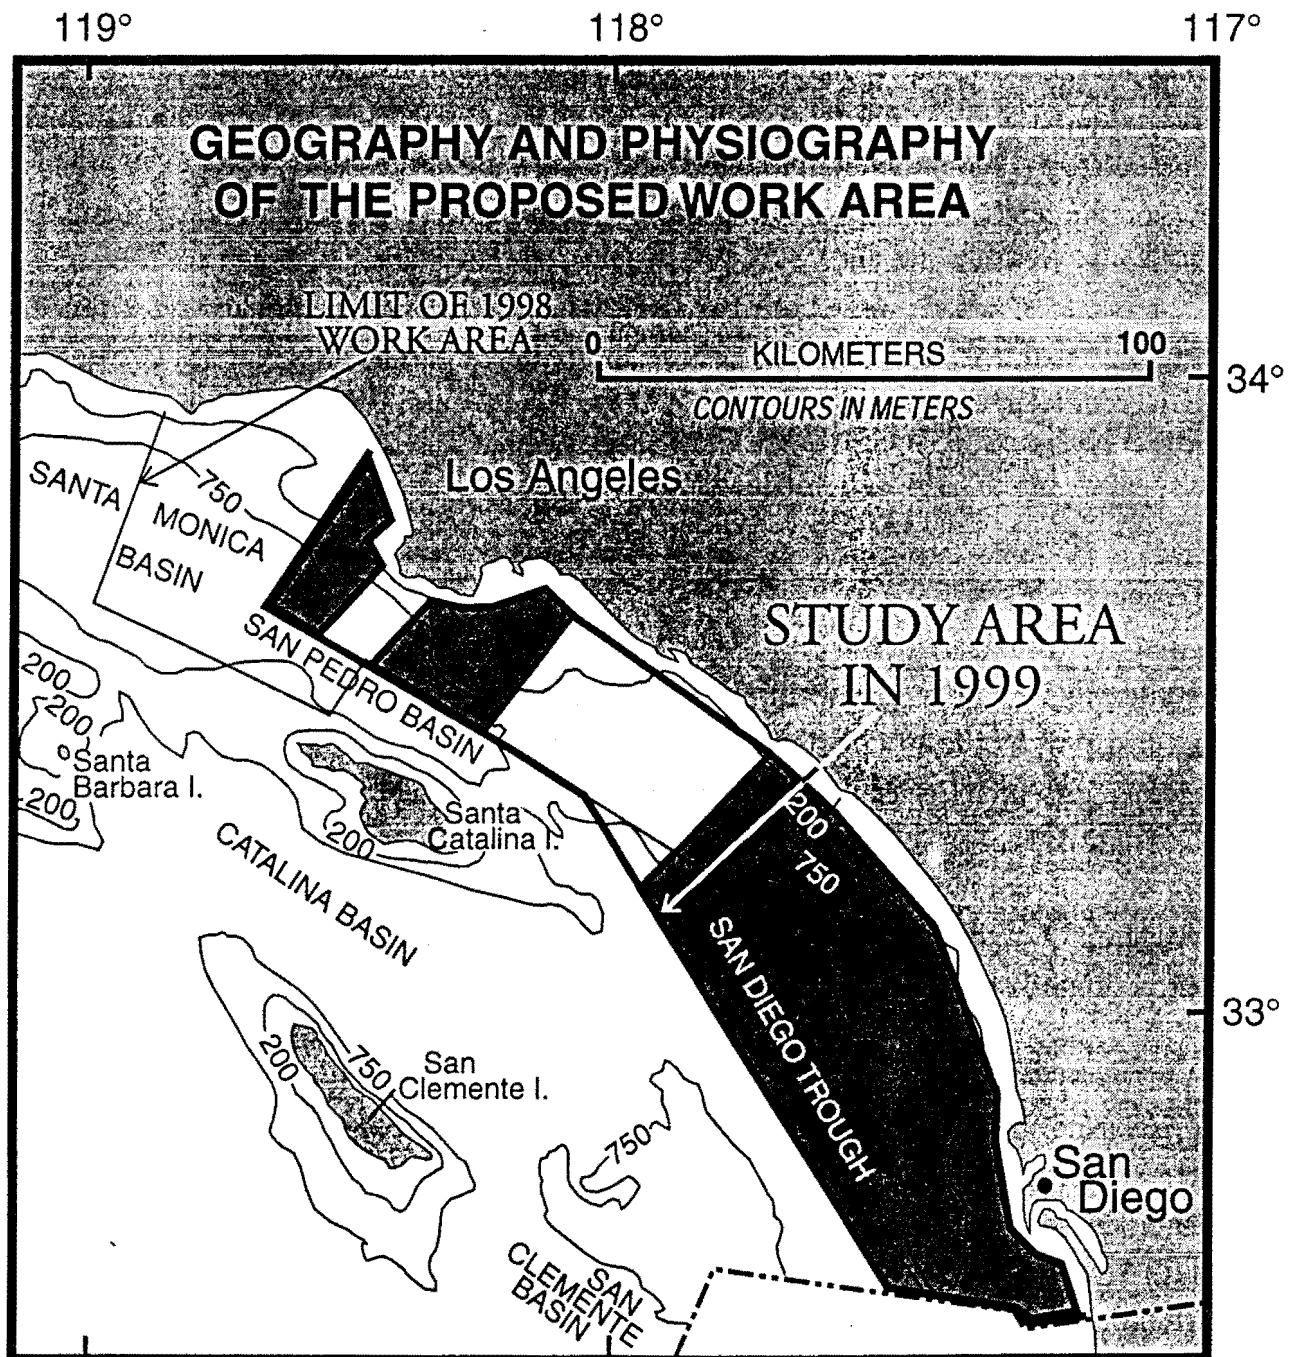 119° 118° 117°
GEOGRAPHY AND PHYSIOGRAPHY
OF THE PROPOSED WORK AREA
LIMIT OF 1998
WORK AREA
0 KILOMETERS 100
CONTOURS IN METERS
34°
Los Angeles
750
SANTA
MONICA
BASIN
STUDY AREA
IN 1999
SAN PEDRO BASIN
200
200
Santa
Barbara I.
200
Santa
Catalina I.
200
200
750
CATALINA BASIN
SAN DIEGO TROUGH
33°
200
750
San
Clemente I.
750
San
Diego
SAN
CLEMENTE
BASIN